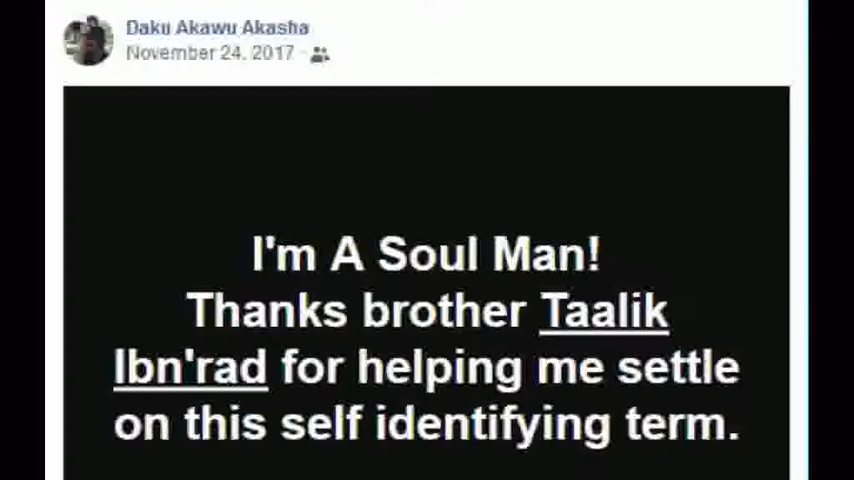 Daku Akawu Akasha
November 24, 2017 ·
I'm A Soul Man!
Thanks brother Taalik
Ibn'rad for helping me settle
on this self identifying term.